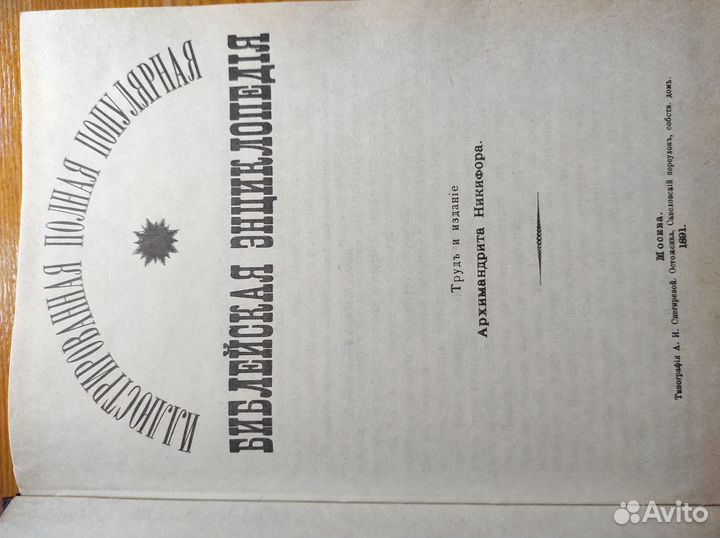 ИЛЛЮСТРИРОВАННАЯ ПОЛНАЯ ПОПУЛЯРНАЯ
БИБЛЕЙСКАЯ ЭНЦИКЛОПЕДІЯ
Трудъ и изданіе
Архимандрита Никифора.
Москва.
Типографія А. И. Снегиревой. Остоженка, Савеловскій переулокъ, собств. домъ.
1891.
Avito